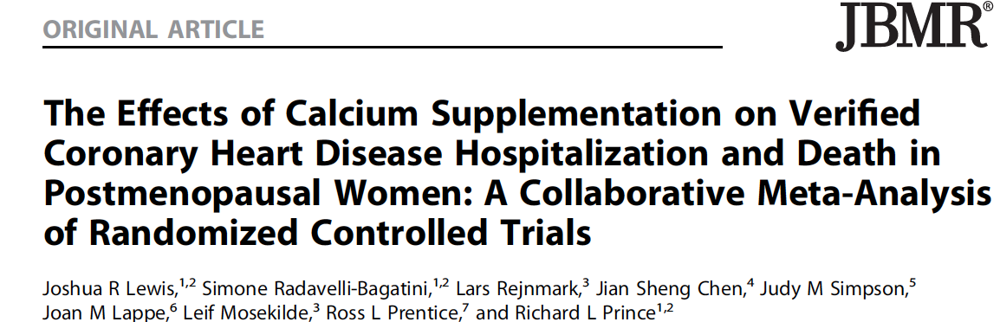 ORIGINAL ARTICLE
JBMR®
The Effects of Calcium Supplementation on Verified
Coronary Heart Disease Hospitalization and Death in
Postmenopausal Women: A Collaborative Meta-Analysis
of Randomized Controlled Trials
Joshua R Lewis,1,2 Simone Radavelli-Bagatini,1,2 Lars Rejnmark,3 Jian Sheng Chen,4 Judy M Simpson,5
Joan M Lappe,6 Leif Mosekilde,3 Ross L Prentice,7 and Richard L Prince1,2